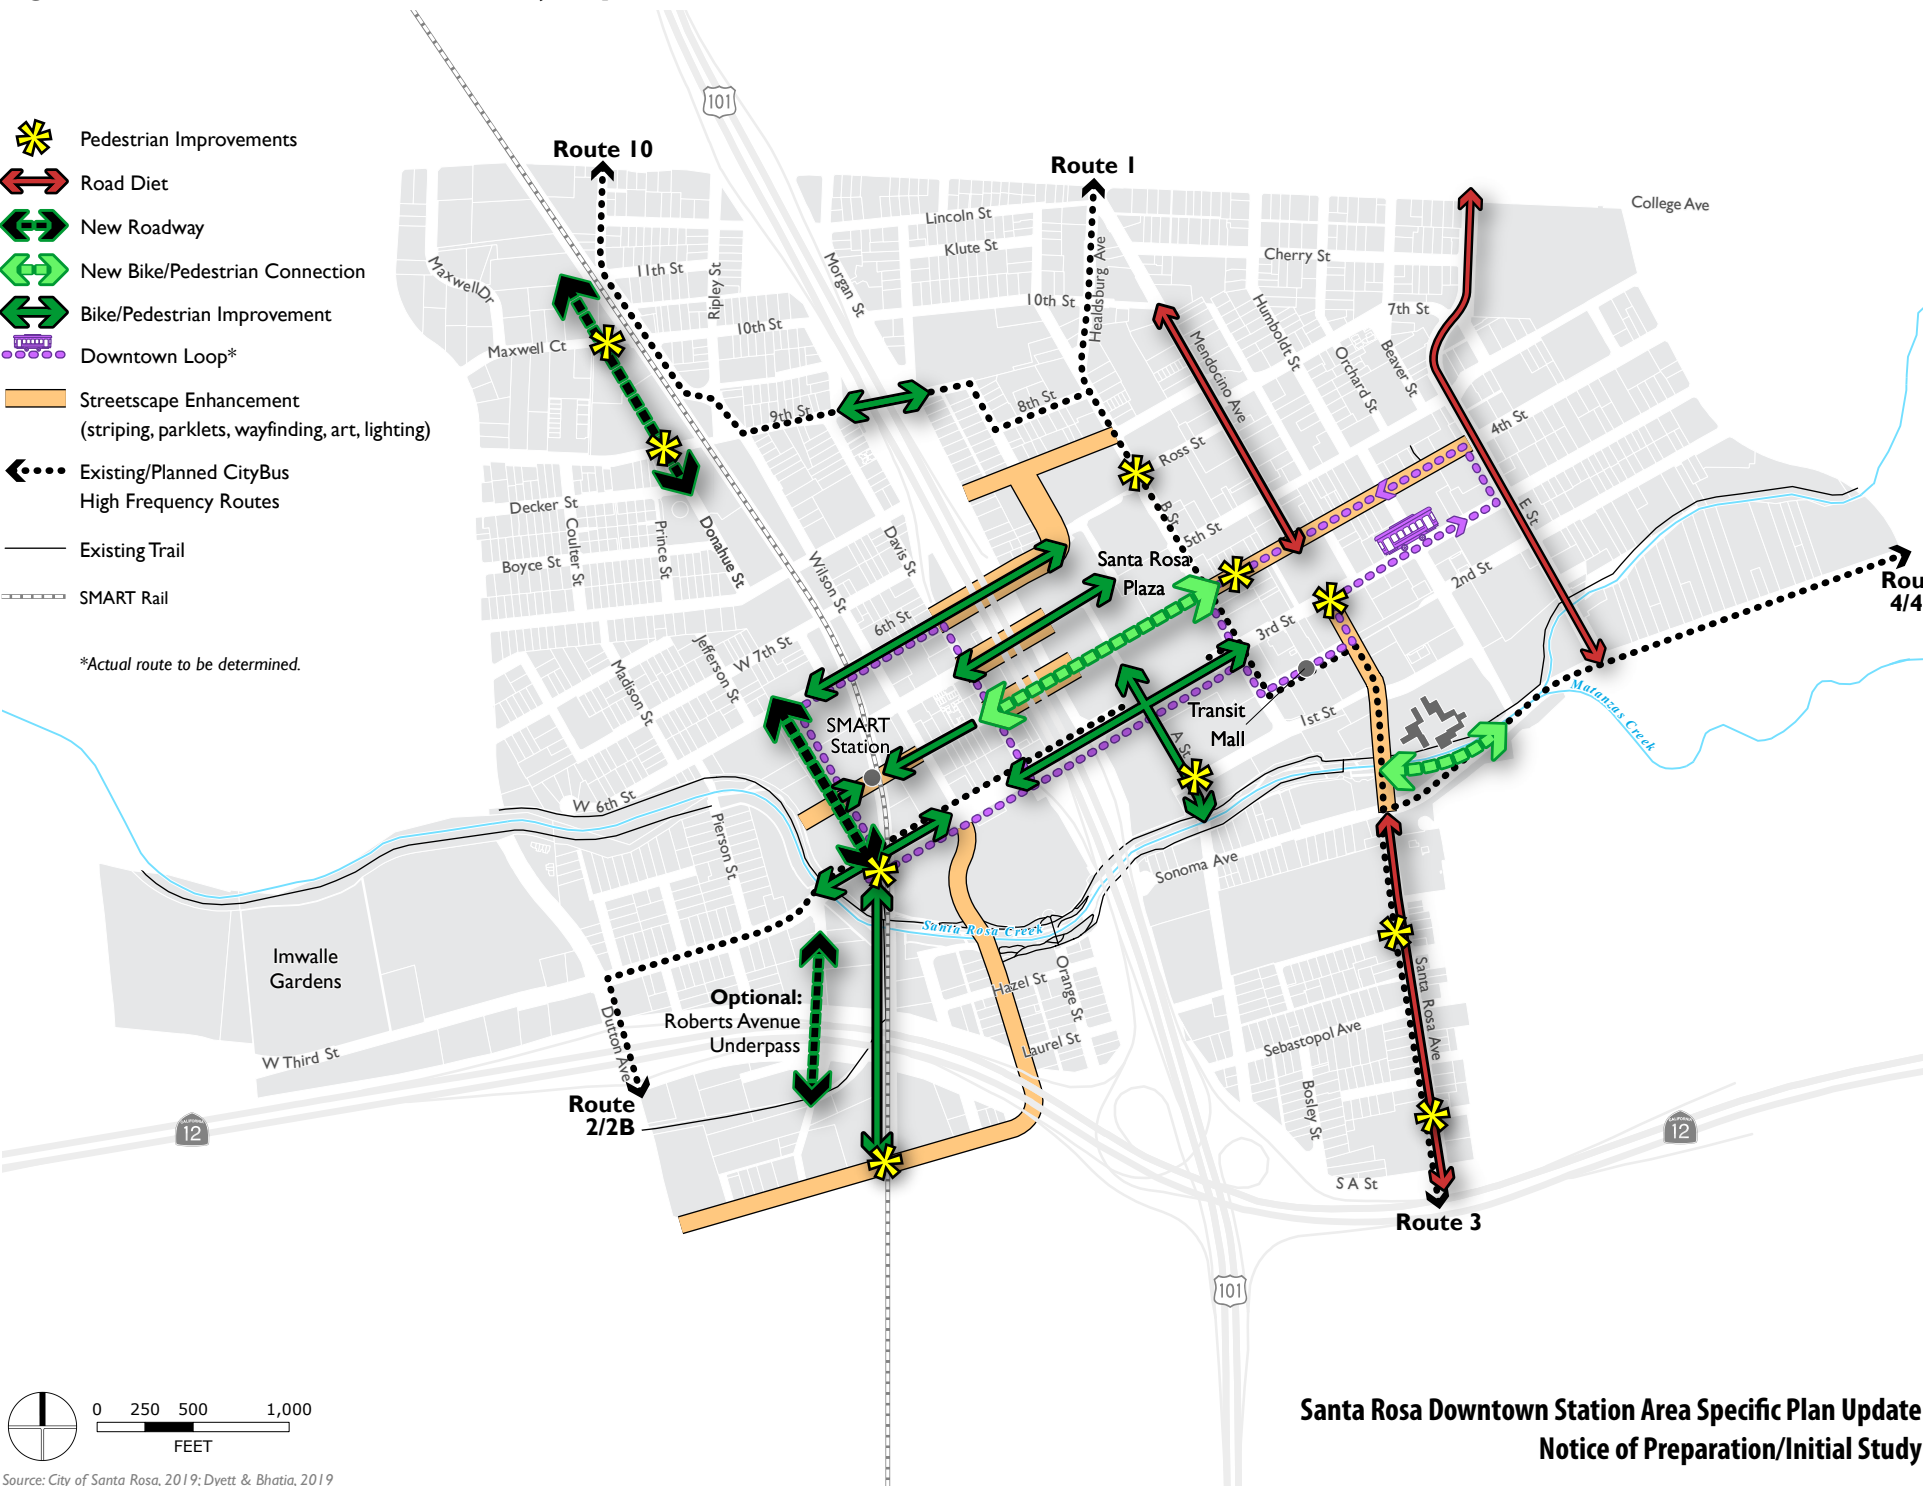 Pedestrian Improvements
Road Diet
New Roadway
New Bike/Pedestrian Connection
Bike/Pedestrian Improvement
Downtown Loop*
Streetscape Enhancement
(striping, parklets, wayfinding, art, lighting)
Existing/Planned CityBus
High Frequency Routes
Existing Trail
SMART Rail
*Actual route to be determined.
101
Route 10
Route 1
College Ave
Lincoln St
Klute St
Cherry St
Maxwell Dr
11th St
Ripley St
Morgan St
10th St
Healdsburg Ave
Humboldt St
7th St
10th St
Maxwell Ct
Mendocino Ave
Orchard St
Beaver St
9th St
8th St
4th St
Ross St
Decker St
Coulter St
Prince St
Donahue St
Davis St
B St
5th St
E St
Boyce St
Wilson St
Santa Rosa
Plaza
2nd St
Rou
4/4
6th St
3rd St
W 7th St
Jefferson St
Madison St
SMART
Station
Transit
Mall
1st St
A St
Matanzas Creek
W 6th St
Pierson St
Sonoma Ave
Santa Rosa Creek
Imwalle
Gardens
Hazel St
Orange St
Santa Rosa Ave
Optional:
Roberts Avenue
Underpass
Dutton Ave
Laurel St
Sebastopol Ave
W Third St
Bosley St
Route
2/2B
CALIFORNIA
12
CALIFORNIA
12
S A St
Route 3
101
0 250 500 1,000
FEET
Santa Rosa Downtown Station Area Specific Plan Update
Notice of Preparation/Initial Study
Source: City of Santa Rosa, 2019; Dyett & Bhatia, 2019